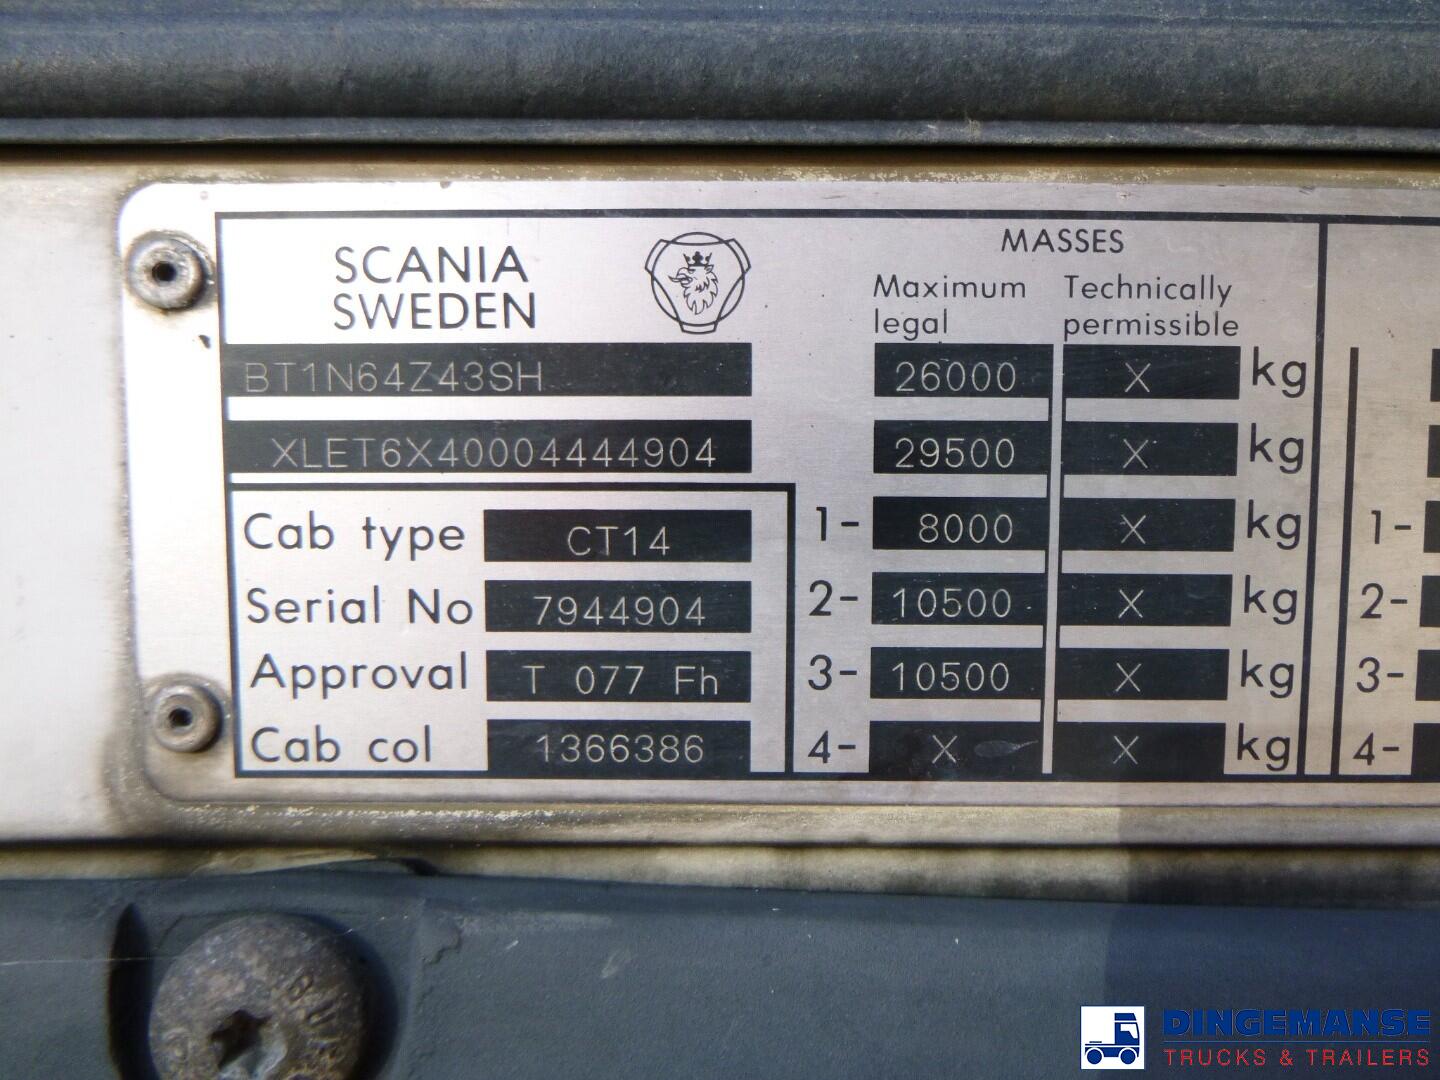 SCANIA
SWEDEN
BT1N64Z43SH
XLET6X40004444904
Cab type CT14
Serial No 7944904
Approval T 077 Fh
Cab col 1366386
MASSES
Maximum legal Technically permissible
26000 X kg
29500 X kg
1- 8000 X kg
2- 10500 X kg
3- 10500 X kg
4- X X kg
1-
2-
3-
4-
DINGEMANSE
TRUCKS & TRAILERS